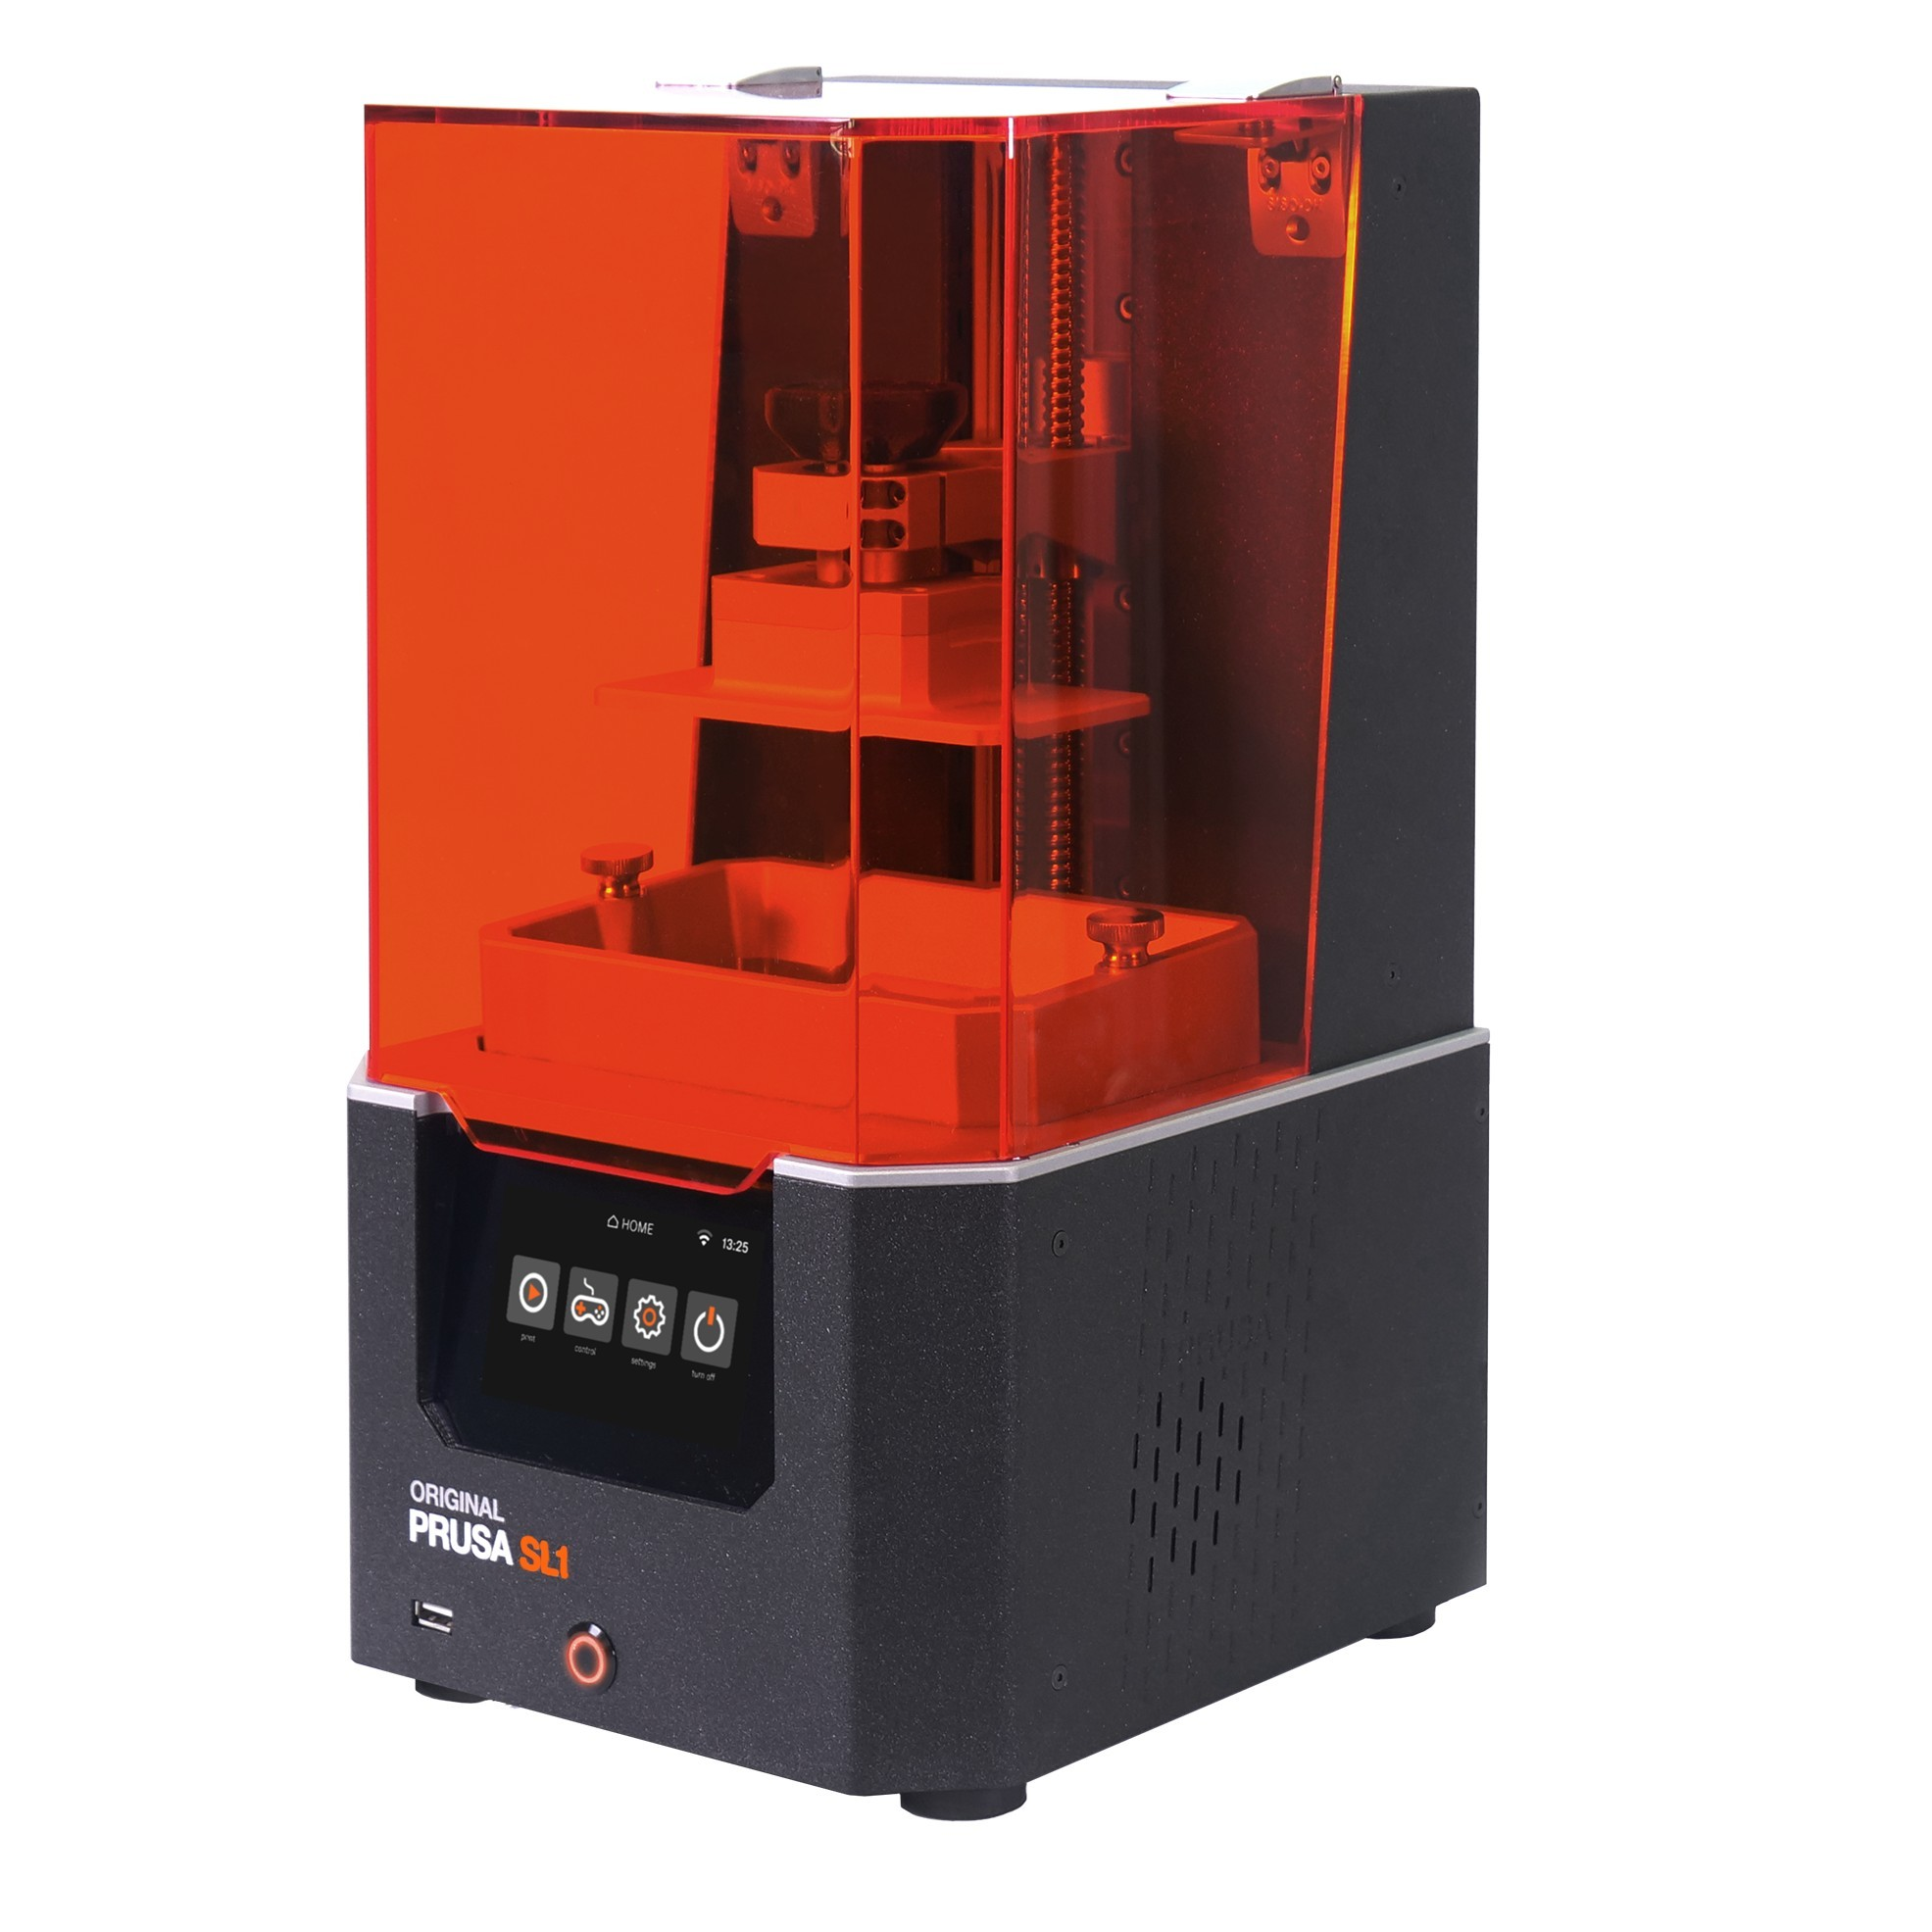 HOME
13:25
print
control
settings
turn off
ORIGINAL
PRUSA SL1